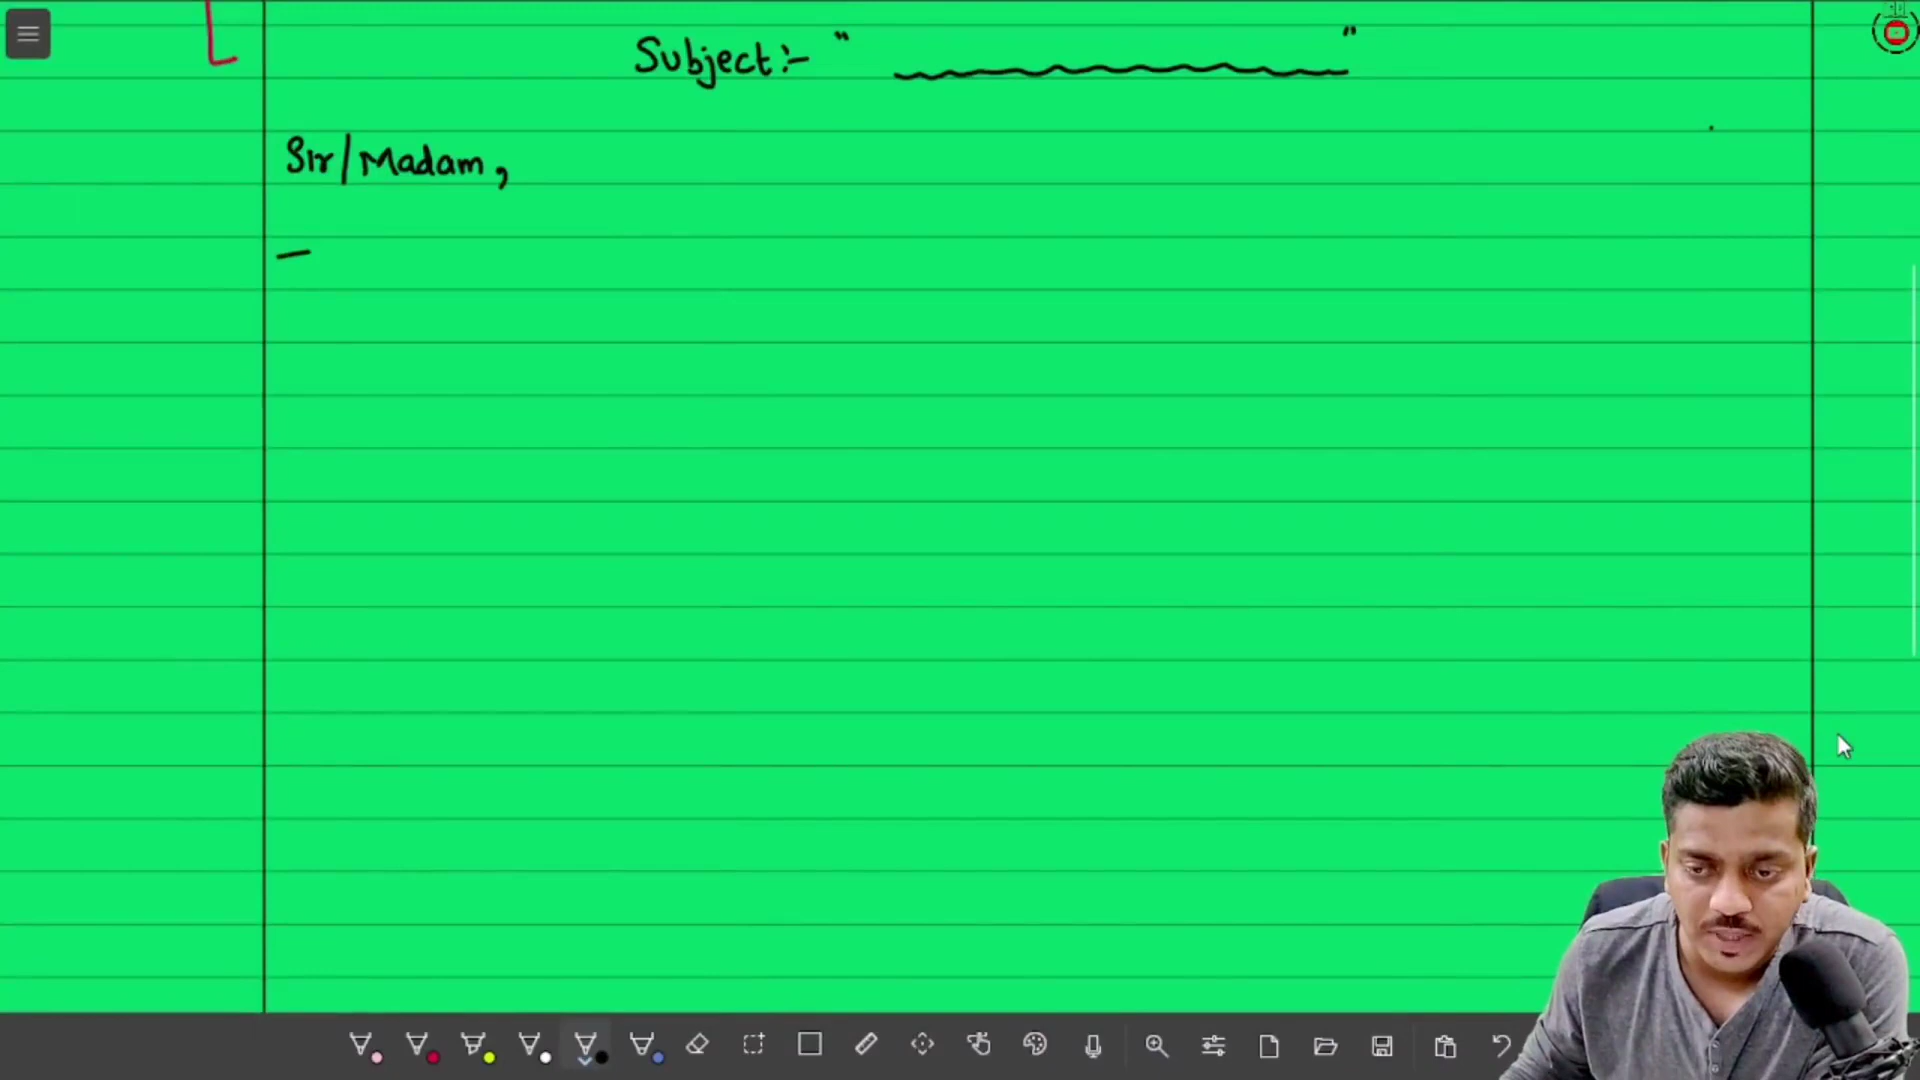 Subject :- " "
Sir/Madam,